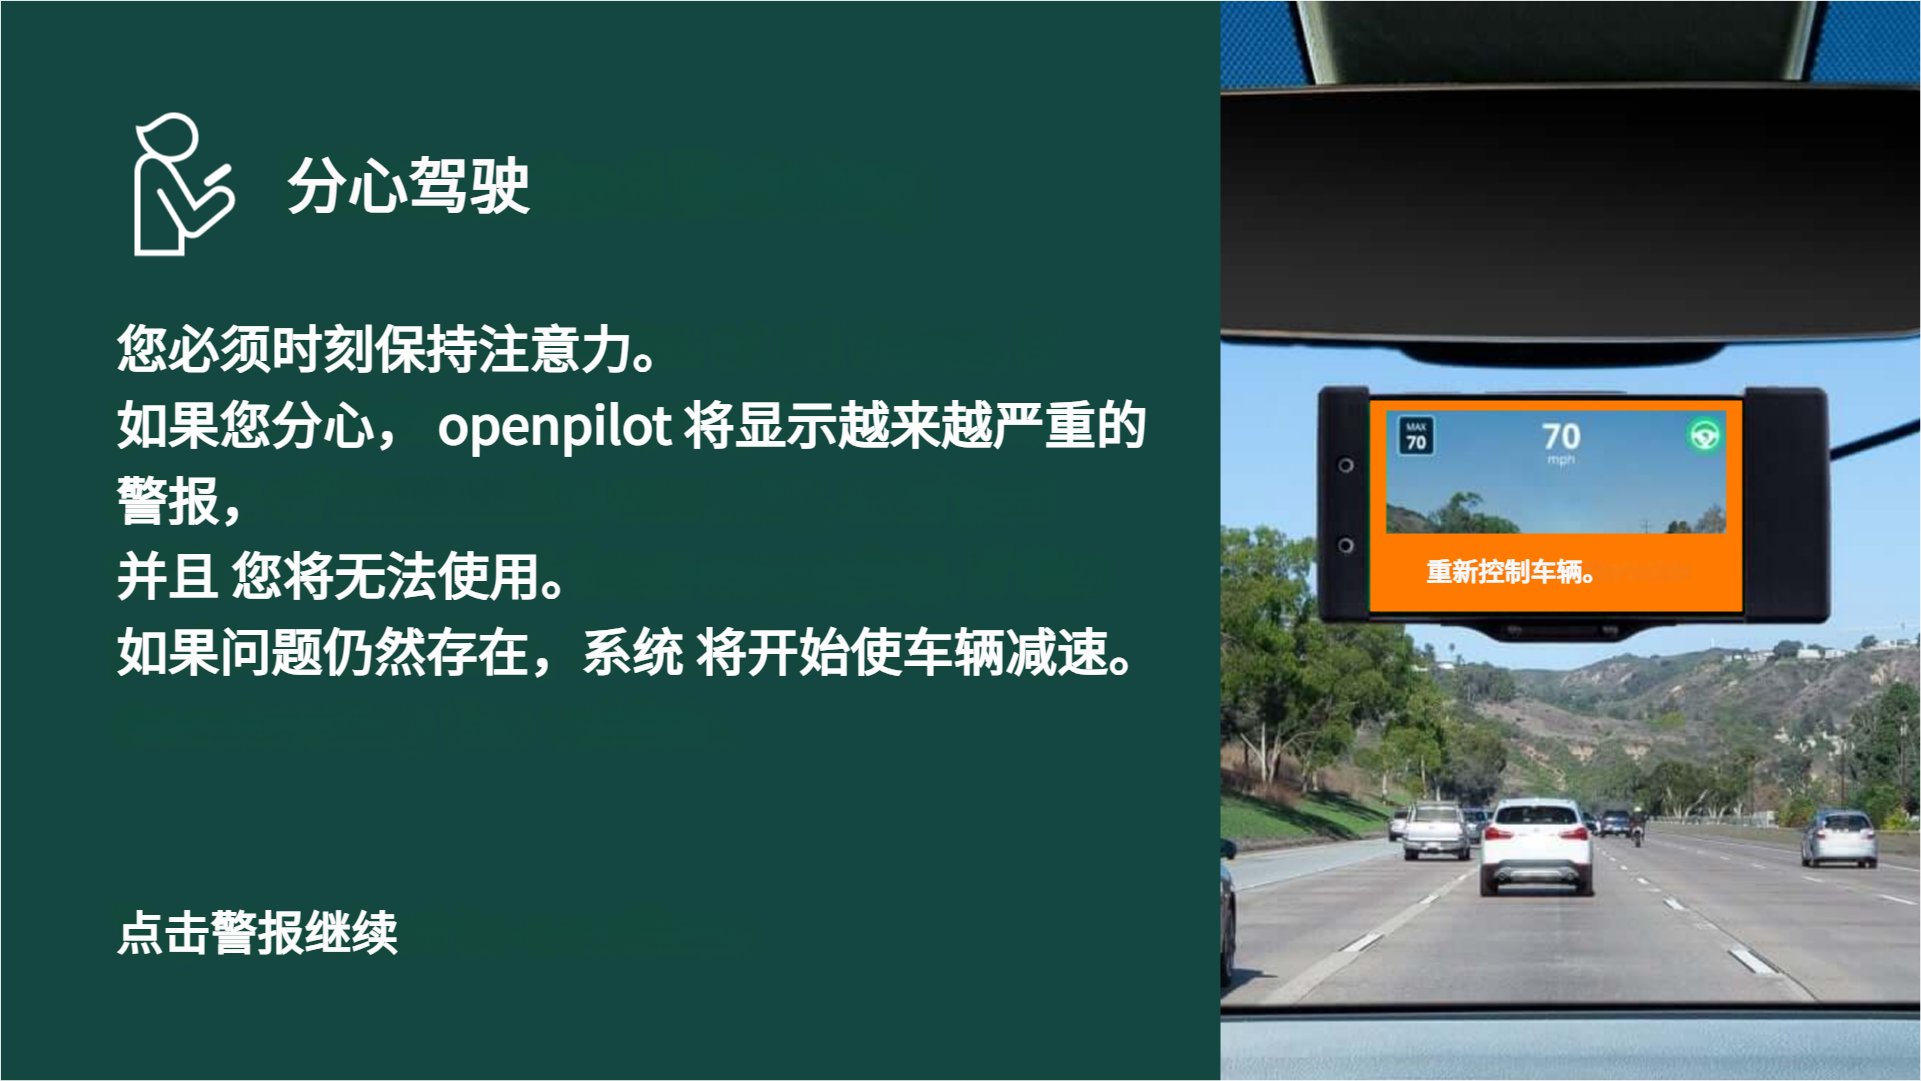 分心驾驶
您必须时刻保持注意力。
如果您分心， openpilot 将显示越来越严重的
警报，
并且 您将无法使用。
如果问题仍然存在，系统 将开始使车辆减速。
点击警报继续
MAX
70
70
mph
重新控制车辆。